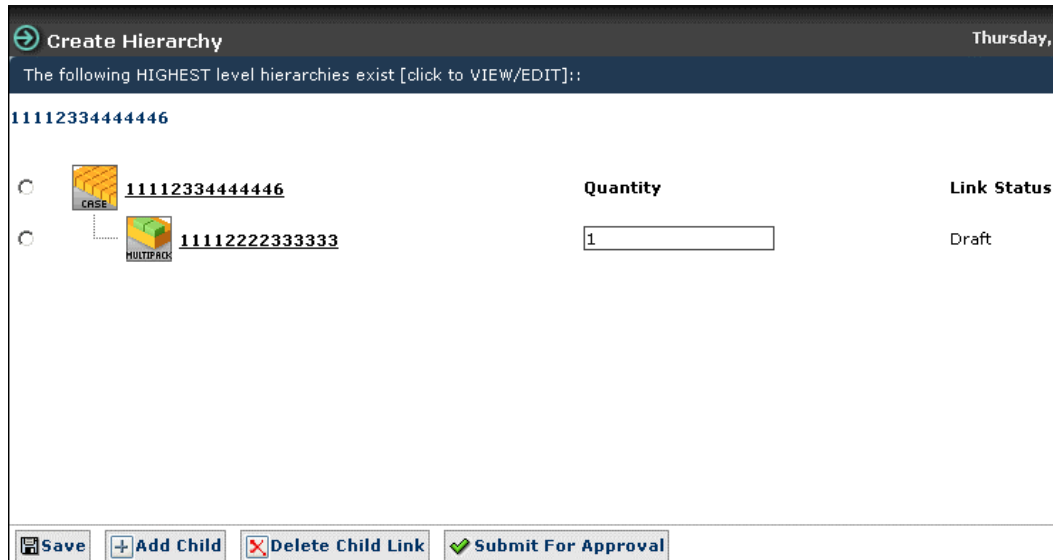 Create Hierarchy Thursday,
The following HIGHEST level hierarchies exist [click to VIEW/EDIT]::
11112334444446
CASE 11112334444446 Quantity Link Status
MULTIPACK 11112222333333 1 Draft
Save Add Child Delete Child Link Submit For Approval